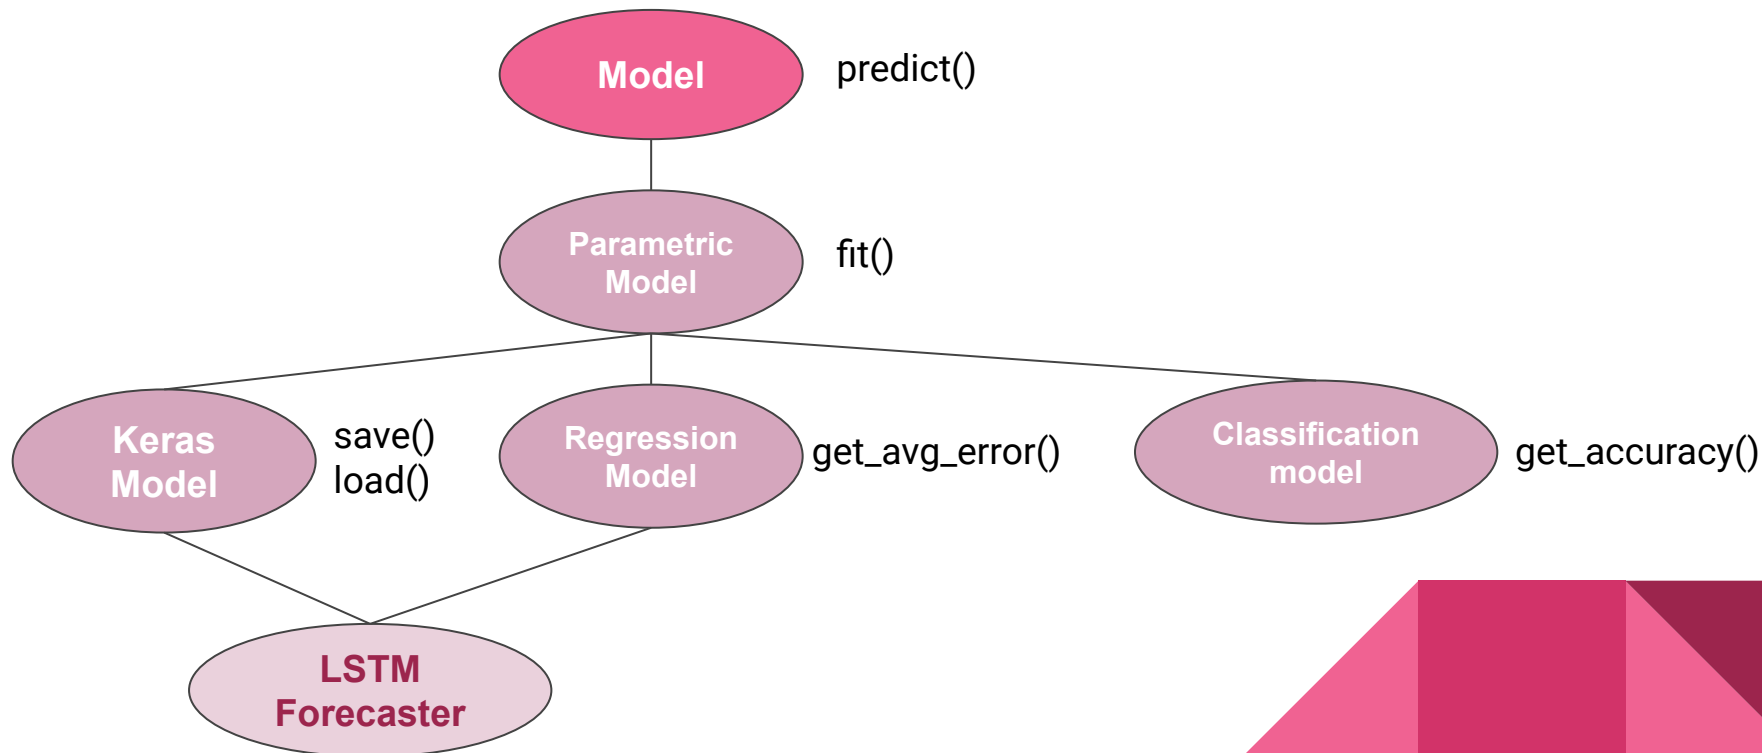 Model
predict()
Parametric
Model
fit()
Keras
Model
save()
load()
Regression
Model
get_avg_error()
Classification
model
get_accuracy()
LSTM
Forecaster